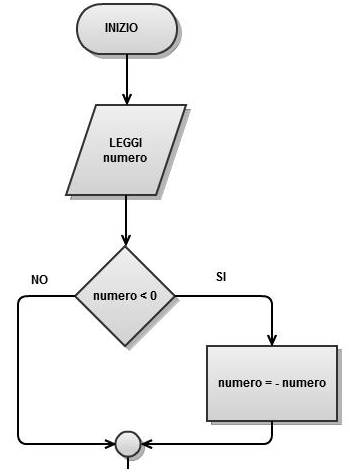 INIZIO
LEGGI
numero
NO
SI
numero < 0
numero = - numero